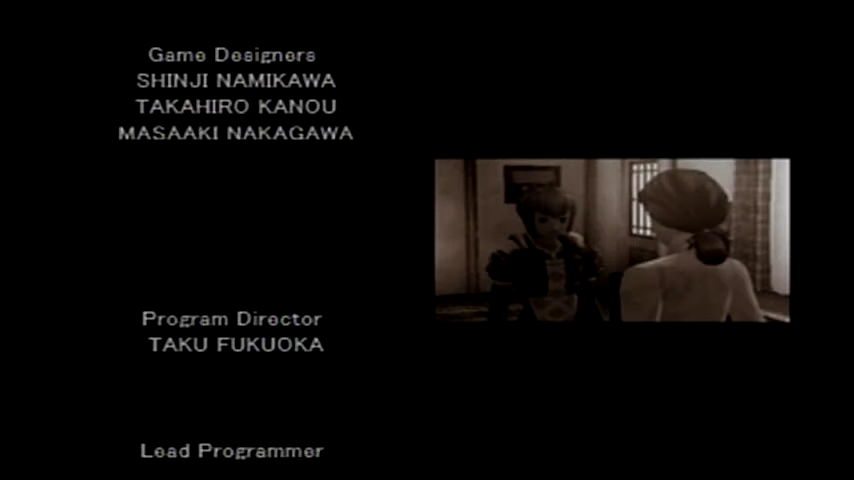 Game Designers
SHINJI NAMIKAWA
TAKAHIRO KANOU
MASAAKI NAKAGAWA
Program Director
TAKU FUKUOKA
Lead Programmer